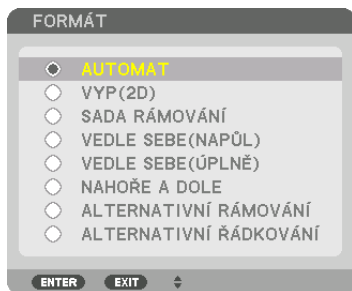 FORMÁT
AUTOMAT
VYP(2D)
SADA RÁMOVÁNÍ
VEDLE SEBE(NAPŮL)
VEDLE SEBE(ÚPLNĚ)
NAHOŘE A DOLE
ALTERNATIVNÍ RÁMOVÁNÍ
ALTERNATIVNÍ ŘÁDKOVÁNÍ
ENTER EXIT